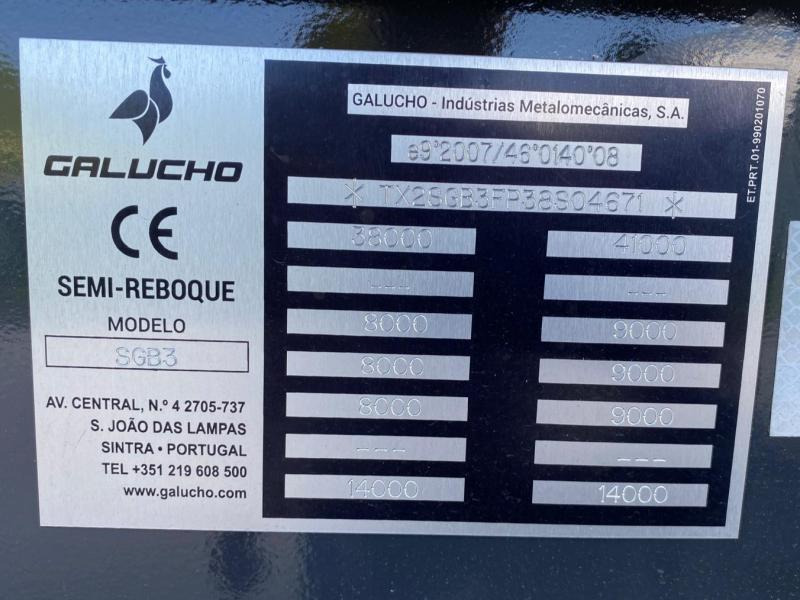 GALUCHO
CE
SEMI-REBOQUE
MODELO
SGB3
AV. CENTRAL, N.º 4 2705-737
S. JOÃO DAS LAMPAS
SINTRA • PORTUGAL
TEL +351 219 608 500
www.galucho.com
GALUCHO - Indústrias Metalomecânicas, S.A.
e9*2007/46*0140*08
* TX2SGB3FP38S04671 *
38000 41000
--- ---
8000 9000
8000 9000
8000 9000
--- ---
14000 14000
ET.PRT.01-990201070